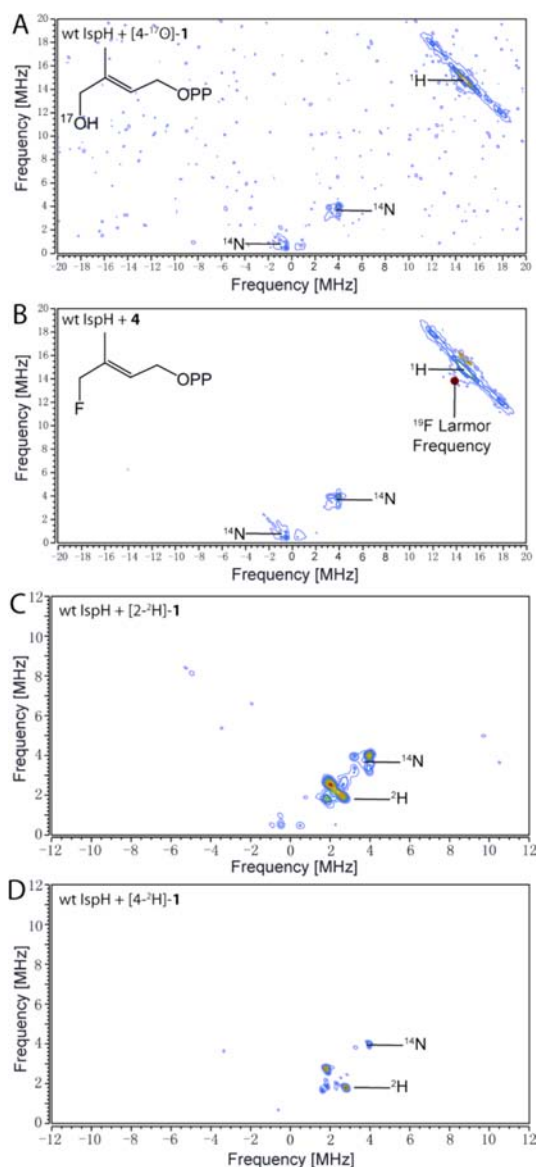 A
wt IspH + [4-¹⁷O]-1
OPP
¹⁷OH
¹H
¹⁴N
¹⁴N
Frequency [MHz]
20
18
16
14
12
10
8
6
4
2
0
-20 -18 -16 -14 -12 -10 -8 -6 -4 -2 0 2 4 6 8 10 12 14 16 18 20
Frequency [MHz]
B
wt IspH + 4
OPP
F
¹H
¹⁹F Larmor
Frequency
¹⁴N
¹⁴N
Frequency [MHz]
20
18
16
14
12
10
8
6
4
2
0
-20 -18 -16 -14 -12 -10 -8 -6 -4 -2 0 2 4 6 8 10 12 14 16 18 20
Frequency [MHz]
C
wt IspH + [2-²H]-1
¹⁴N
²H
Frequency [MHz]
12
10
8
6
4
2
0
-12 -10 -8 -6 -4 -2 0 2 4 6 8 10 12
Frequency [MHz]
D
wt IspH + [4-²H]-1
¹⁴N
²H
Frequency [MHz]
12
10
8
6
4
2
0
-12 -10 -8 -6 -4 -2 0 2 4 6 8 10 12
Frequency [MHz]